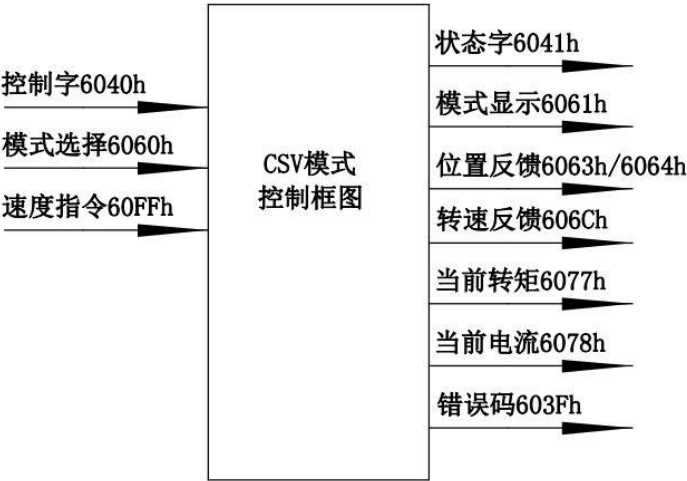 控制字6040h
模式选择6060h
速度指令60FFh
CSV模式
控制框图
状态字6041h
模式显示6061h
位置反馈6063h/6064h
转速反馈606Ch
当前转矩6077h
当前电流6078h
错误码603Fh